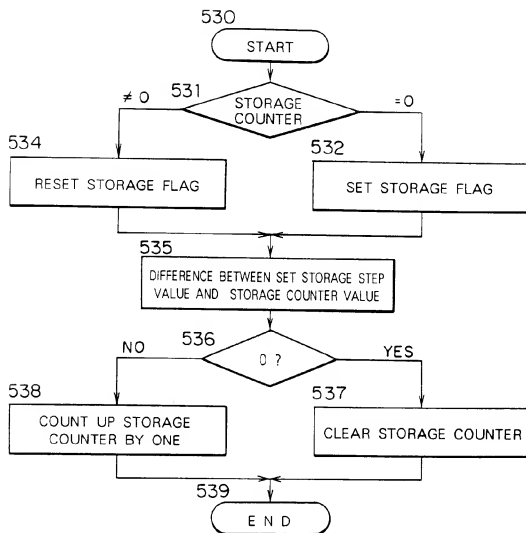 530
START
531
≠0
STORAGE
COUNTER
=0
534
532
RESET STORAGE FLAG
SET STORAGE FLAG
535
DIFFERENCE BETWEEN SET STORAGE STEP
VALUE AND STORAGE COUNTER VALUE
536
NO
0 ?
YES
538
537
COUNT UP STORAGE
COUNTER BY ONE
CLEAR STORAGE COUNTER
539
END